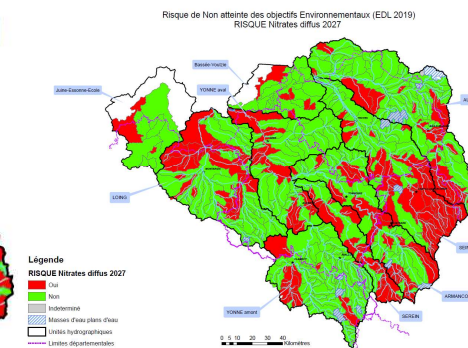 Risque de Non atteinte des objectifs Environnementaux (EDL 2019)
RISQUE Nitrates diffus 2027
Bassée-Voulzie
Juine-Essonne-Ecole
YONNE aval
LOING
ARMANCO
YONNE amont
SEREIN
Légende
RISQUE Nitrates diffus 2027
Oui
Non
Indeterminé
Masses d'eau plans d'eau
Unités hydrographiques
Limites départementales
0 5 10 20 30 40
Kilomètres